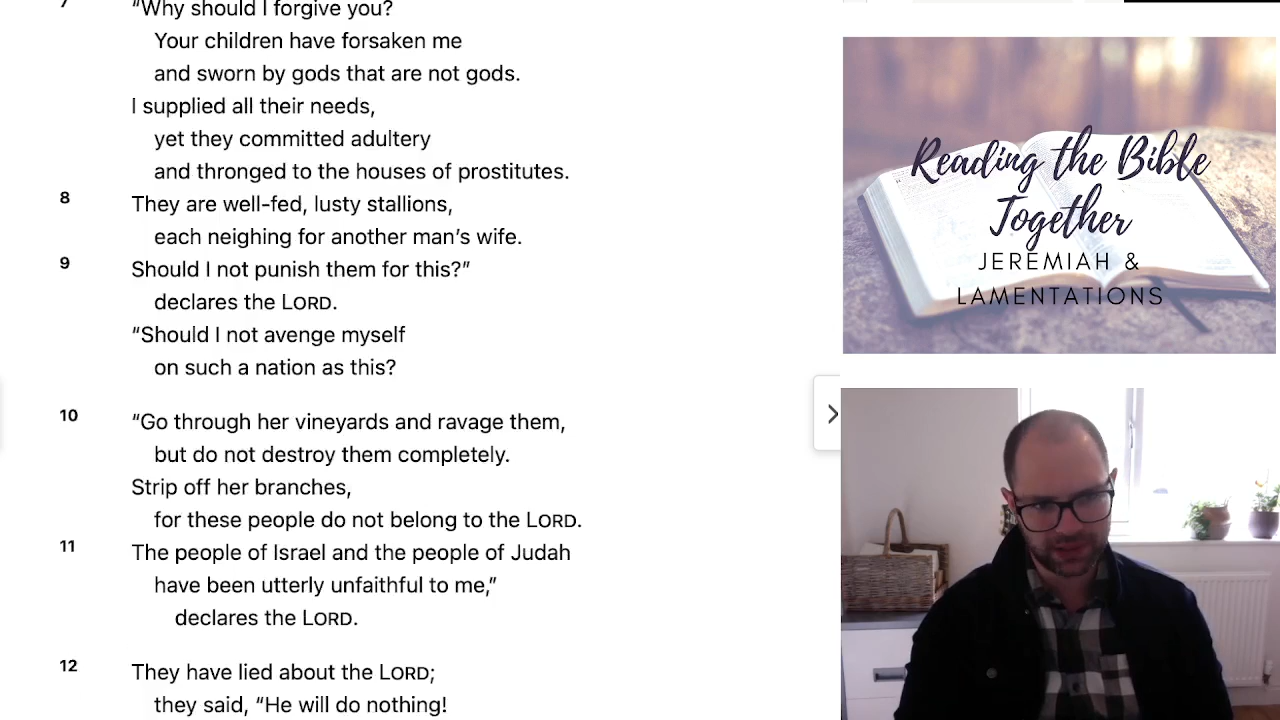 7 “Why should I forgive you?
Your children have forsaken me
and sworn by gods that are not gods.
I supplied all their needs,
yet they committed adultery
and thronged to the houses of prostitutes.
8 They are well-fed, lusty stallions,
each neighing for another man’s wife.
9 Should I not punish them for this?”
declares the LORD.
“Should I not avenge myself
on such a nation as this?
10 “Go through her vineyards and ravage them,
but do not destroy them completely.
Strip off her branches,
for these people do not belong to the LORD.
11 The people of Israel and the people of Judah
have been utterly unfaithful to me,”
declares the LORD.
12 They have lied about the LORD;
they said, “He will do nothing!
Reading the Bible
Together
JEREMIAH &
LAMENTATIONS